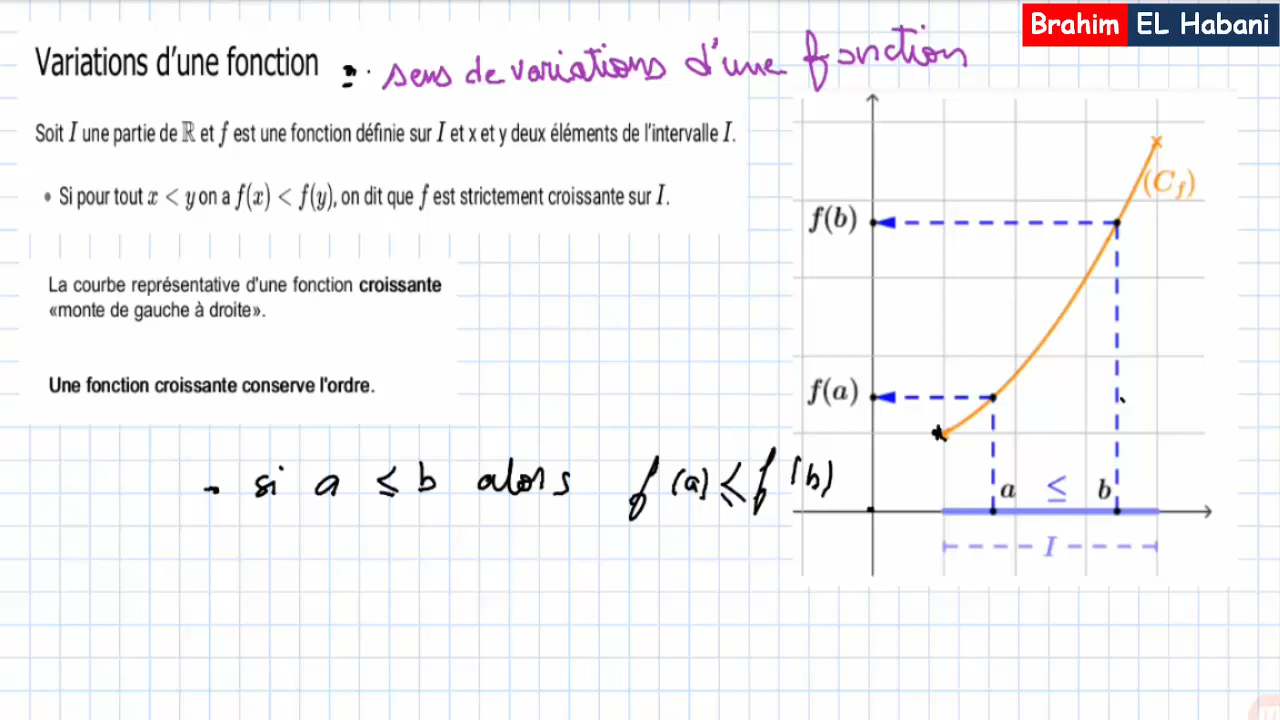 Brahim EL Habani
Variations d'une fonction : sens de variations d'une fonction
Soit I une partie de ℝ et f est une fonction définie sur I et x et y deux éléments de l'intervalle I.
• Si pour tout x < y on a f(x) < f(y), on dit que f est strictement croissante sur I.
La courbe représentative d'une fonction croissante
«monte de gauche à droite».
Une fonction croissante conserve l'ordre.
- si a ≤ b alors f(a) ≤ f(b)
(C_f)
f(b)
f(a)
a ≤ b
I